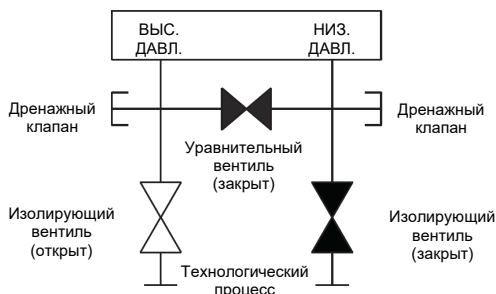 ВЫС.
ДАВЛ.
НИЗ.
ДАВЛ.
Дренажный
клапан
Дренажный
клапан
Уравнительный
вентиль
(закрыт)
Изолирующий
вентиль
(открыт)
Изолирующий
вентиль
(закрыт)
Технологический
процесс